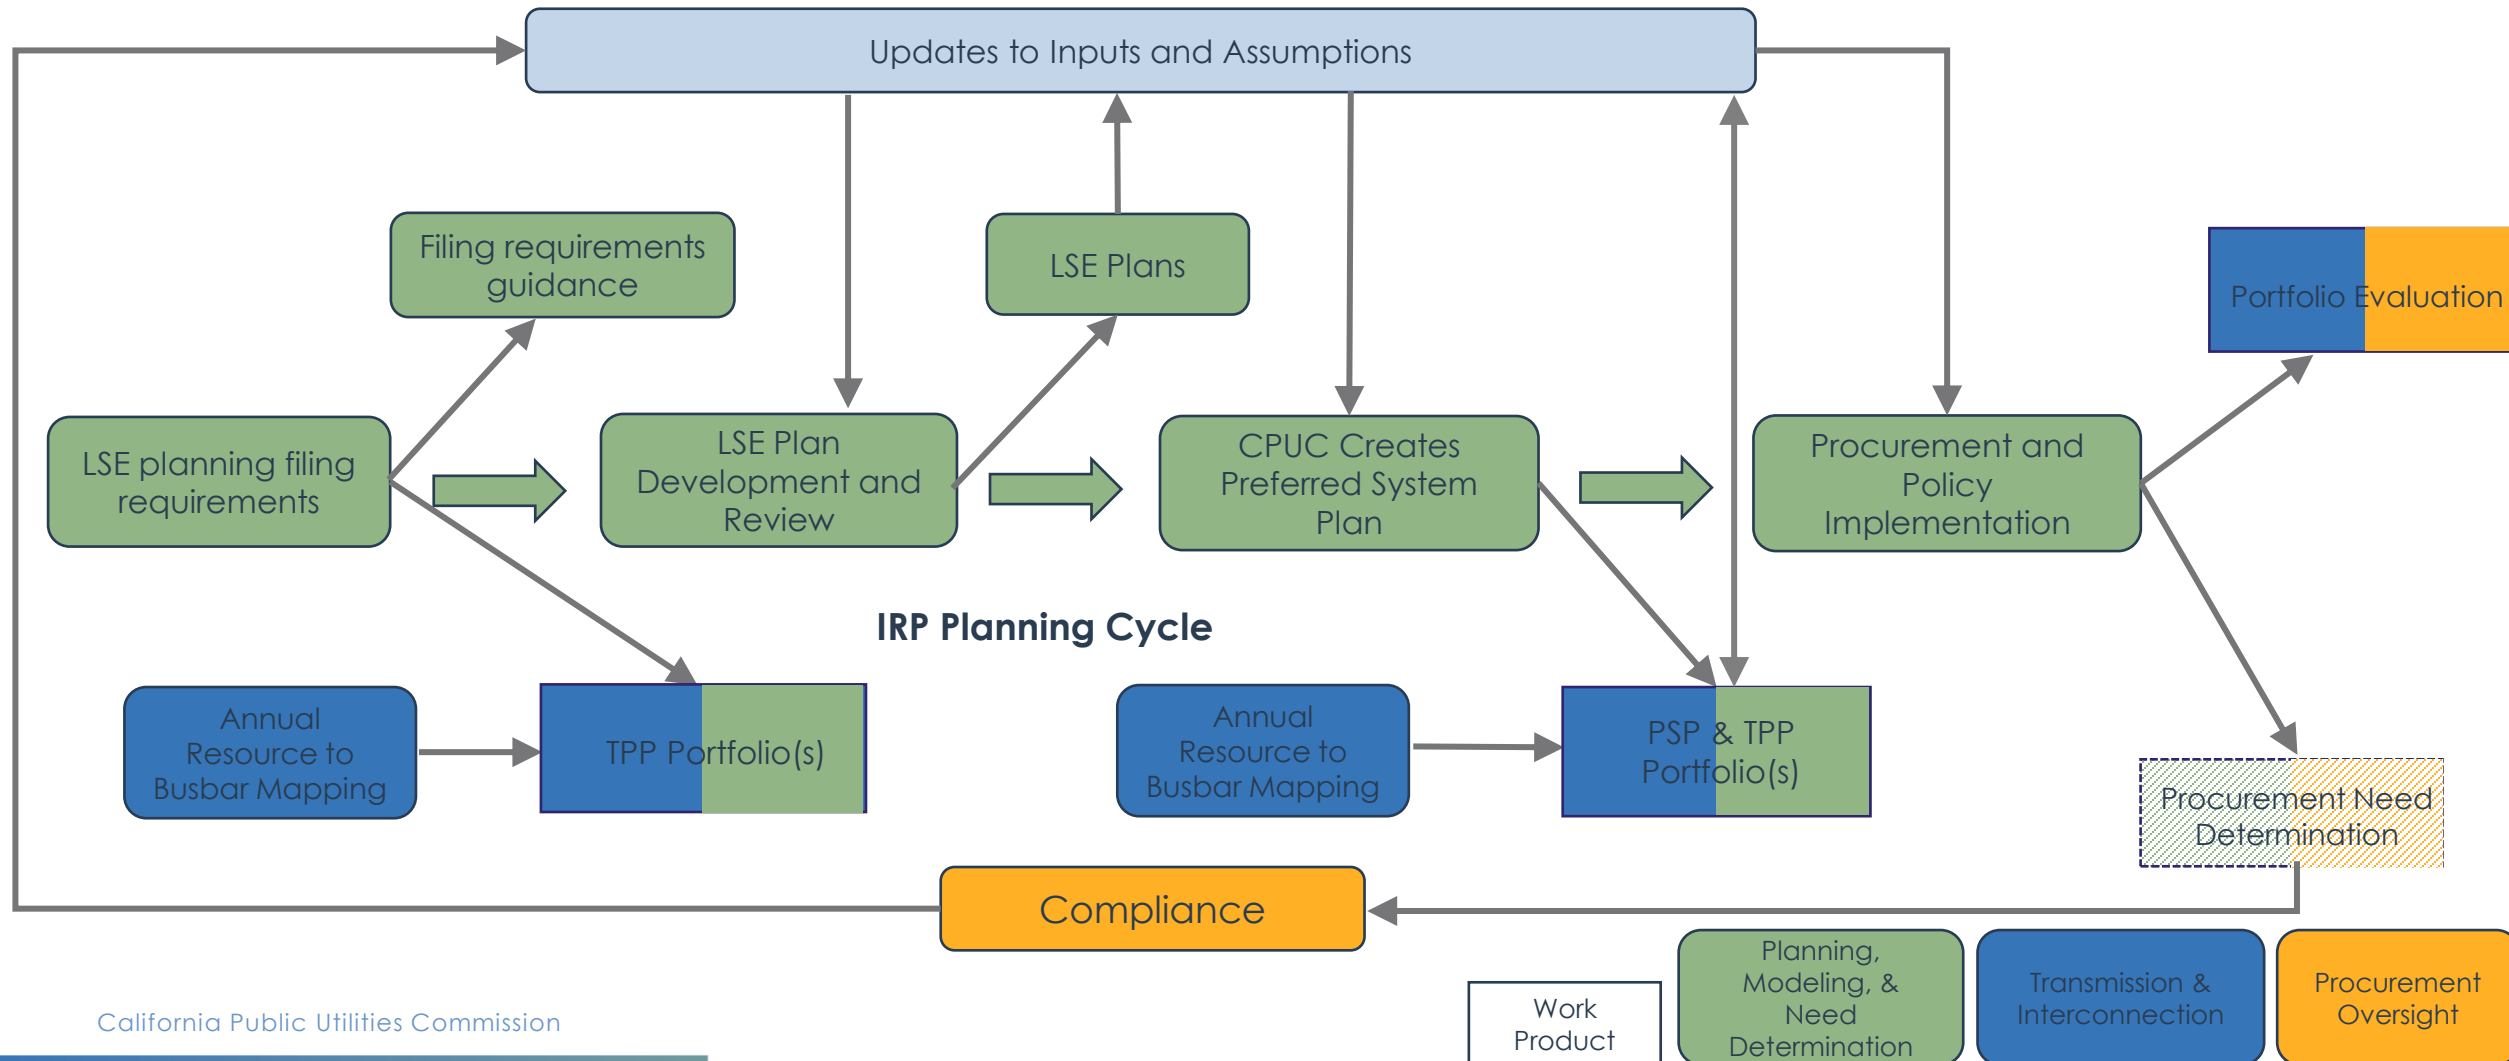 Updates to Inputs and Assumptions
Filing requirements
guidance
LSE Plans
Portfolio Evaluation
LSE planning filing
requirements
LSE Plan
Development and
Review
CPUC Creates
Preferred System
Plan
Procurement and
Policy
Implementation
IRP Planning Cycle
Annual
Resource to
Busbar Mapping
TPP Portfolio(s)
Annual
Resource to
Busbar Mapping
PSP & TPP
Portfolio(s)
Procurement Need
Determination
Compliance
Work
Product
Planning,
Modeling, &
Need
Determination
Transmission &
Interconnection
Procurement
Oversight
California Public Utilities Commission